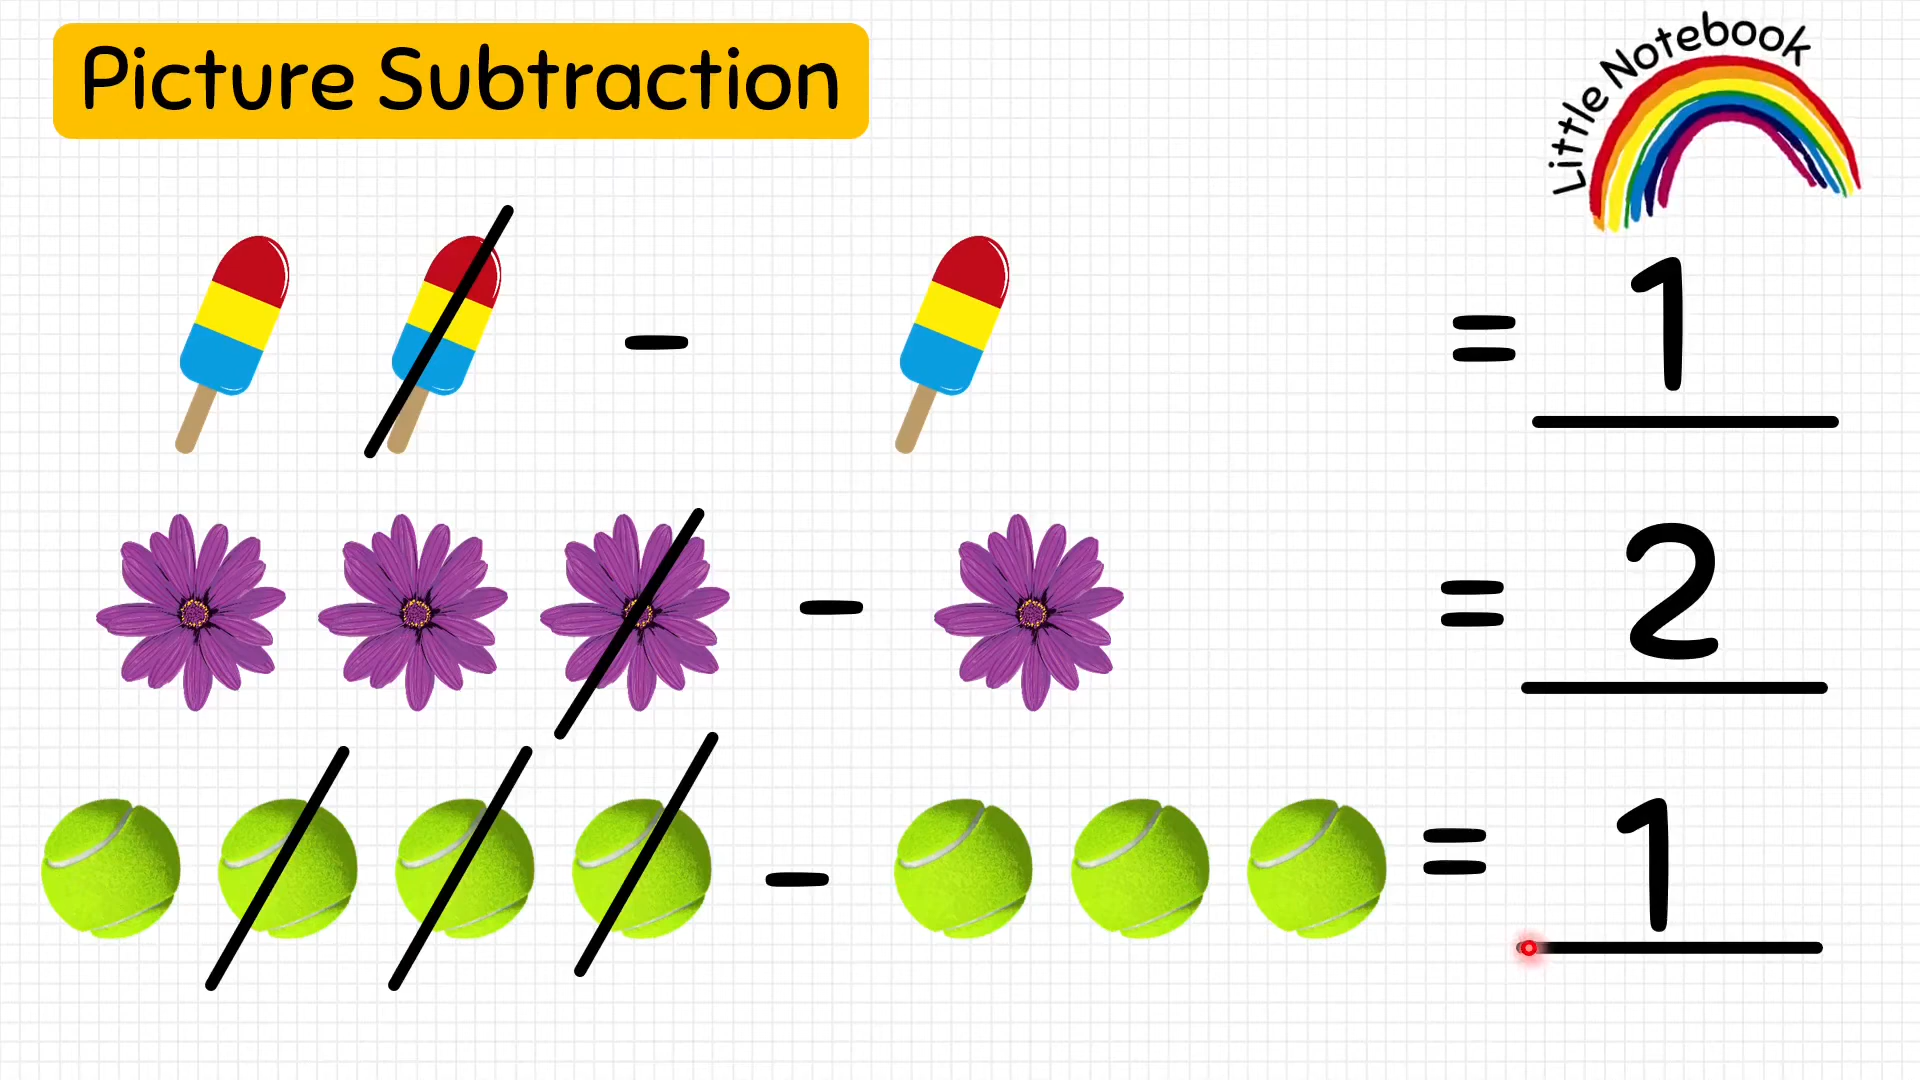 Picture Subtraction
Little Notebook
- = 1
- = 2
- = 1